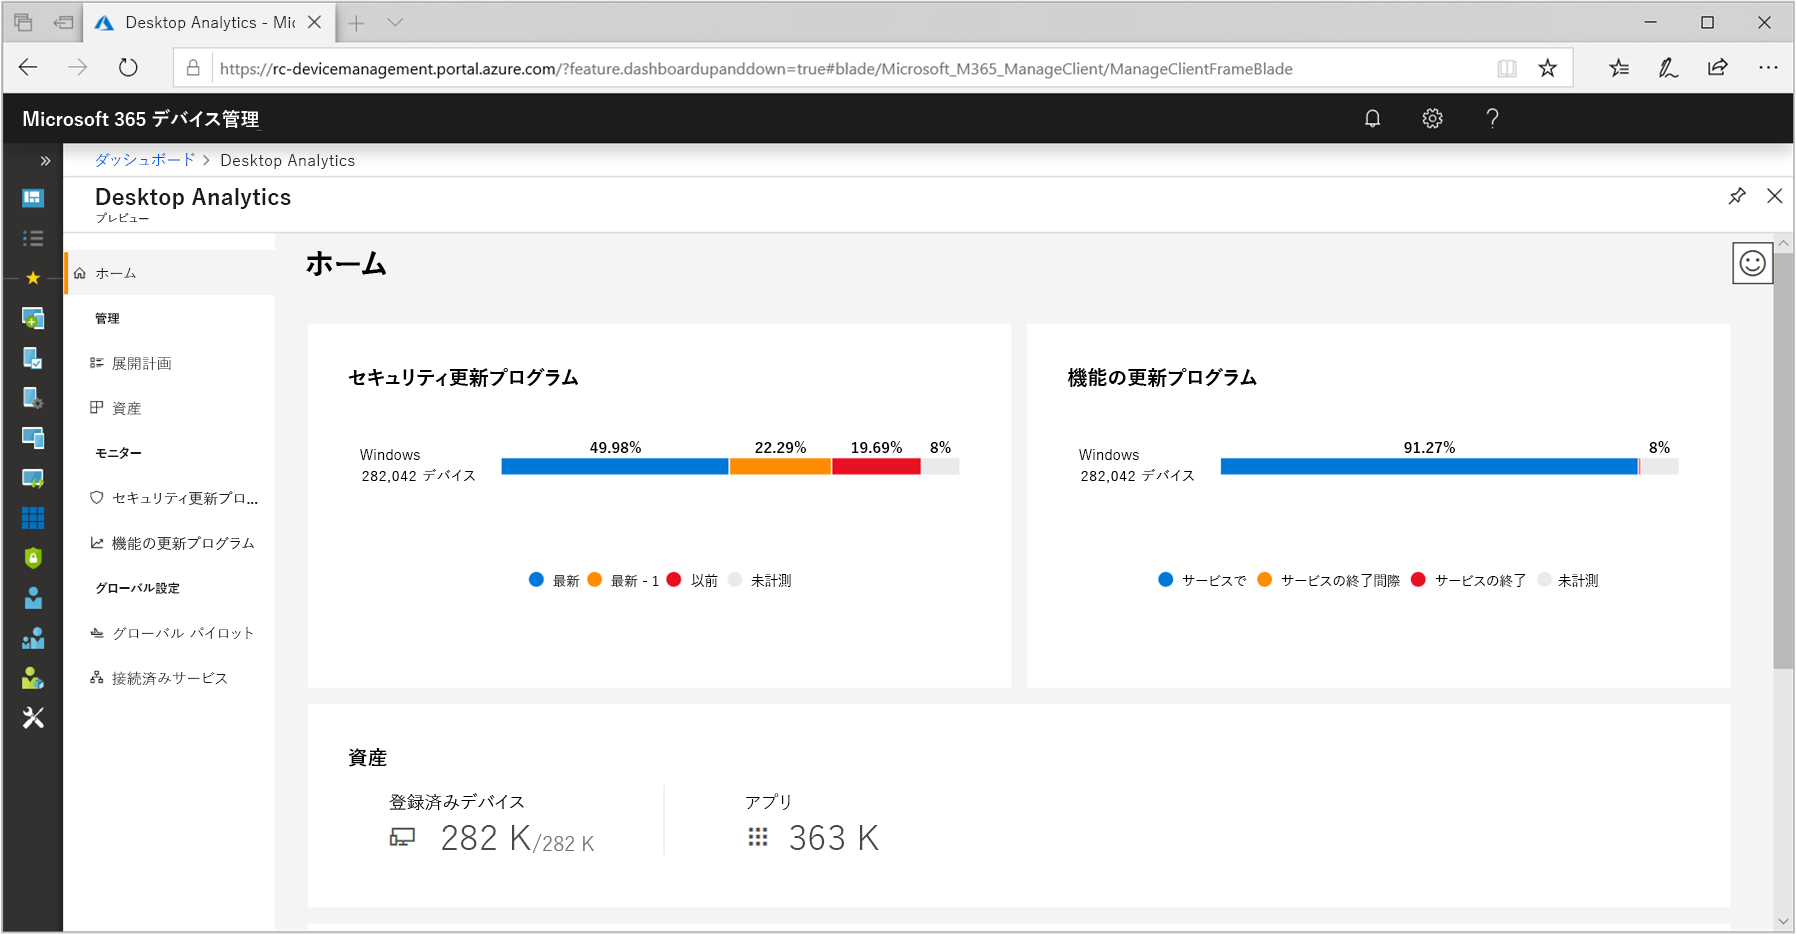 Desktop Analytics - Mic
https://rc-devicemanagement.portal.azure.com/?feature.dashboardupanddown=true#blade/Microsoft_M365_ManageClient/ManageClientFrameBlade
Microsoft 365 デバイス管理
ダッシュボード > Desktop Analytics
Desktop Analytics
プレビュー
ホーム
管理
展開計画
資産
モニター
セキュリティ更新プロ...
機能の更新プログラム
グローバル設定
グローバル パイロット
接続済みサービス
ホーム
セキュリティ更新プログラム
49.98% 22.29% 19.69% 8%
Windows
282,042 デバイス
最新 最新 - 1 以前 未計測
機能の更新プログラム
91.27% 8%
Windows
282,042 デバイス
サービスで サービスの終了間際 サービスの終了 未計測
資産
登録済みデバイス
282 K/282 K
アプリ
363 K